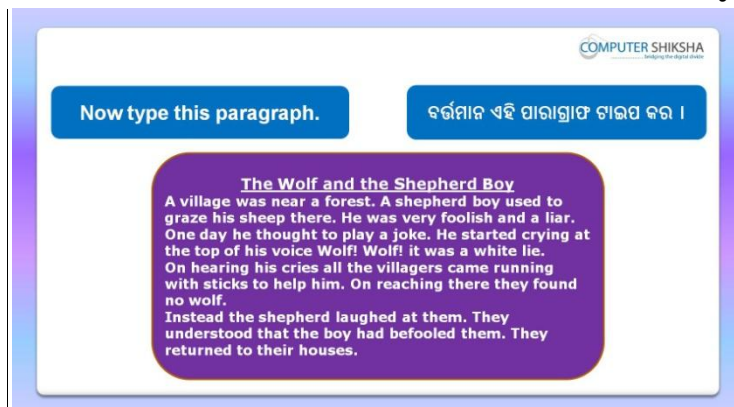 COMPUTER SHIKSHA
... bridging the digital divide
Now type this paragraph.
ବର୍ତ୍ତମାନ ଏହି ପାରାଗ୍ରାଫ ଟାଇପ କର ।
The Wolf and the Shepherd Boy
A village was near a forest. A shepherd boy used to
graze his sheep there. He was very foolish and a liar.
One day he thought to play a joke. He started crying at
the top of his voice Wolf! Wolf! it was a white lie.
On hearing his cries all the villagers came running
with sticks to help him. On reaching there they found
no wolf.
Instead the shepherd laughed at them. They
understood that the boy had befooled them. They
returned to their houses.